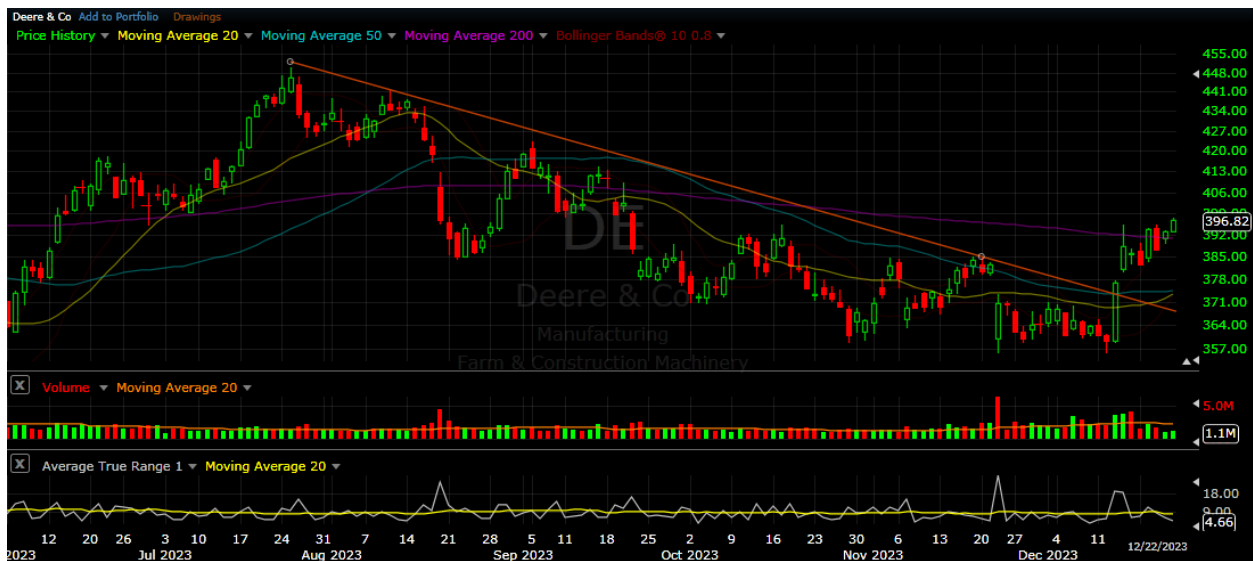 Deere & Co Add to Portfolio Drawings
Price History Moving Average 20 Moving Average 50 Moving Average 200 Bollinger Bands® 10 0.8
455.00
448.00
441.00
434.00
427.00
420.00
413.00
406.00
399.00
396.82
392.00
385.00
378.00
371.00
364.00
357.00
DE
Deere & Co
Manufacturing
Farm & Construction Machinery
X Volume Moving Average 20
5.0M
1.1M
X Average True Range 1 Moving Average 20
18.00
9.00
4.66
12 20 26 3 10 17 24 31 7 14 21 28 5 11 18 25 2 9 16 23 30 6 13 20 27 4 11 12/22/2023
2023 Jul 2023 Aug 2023 Sep 2023 Oct 2023 Nov 2023 Dec 2023